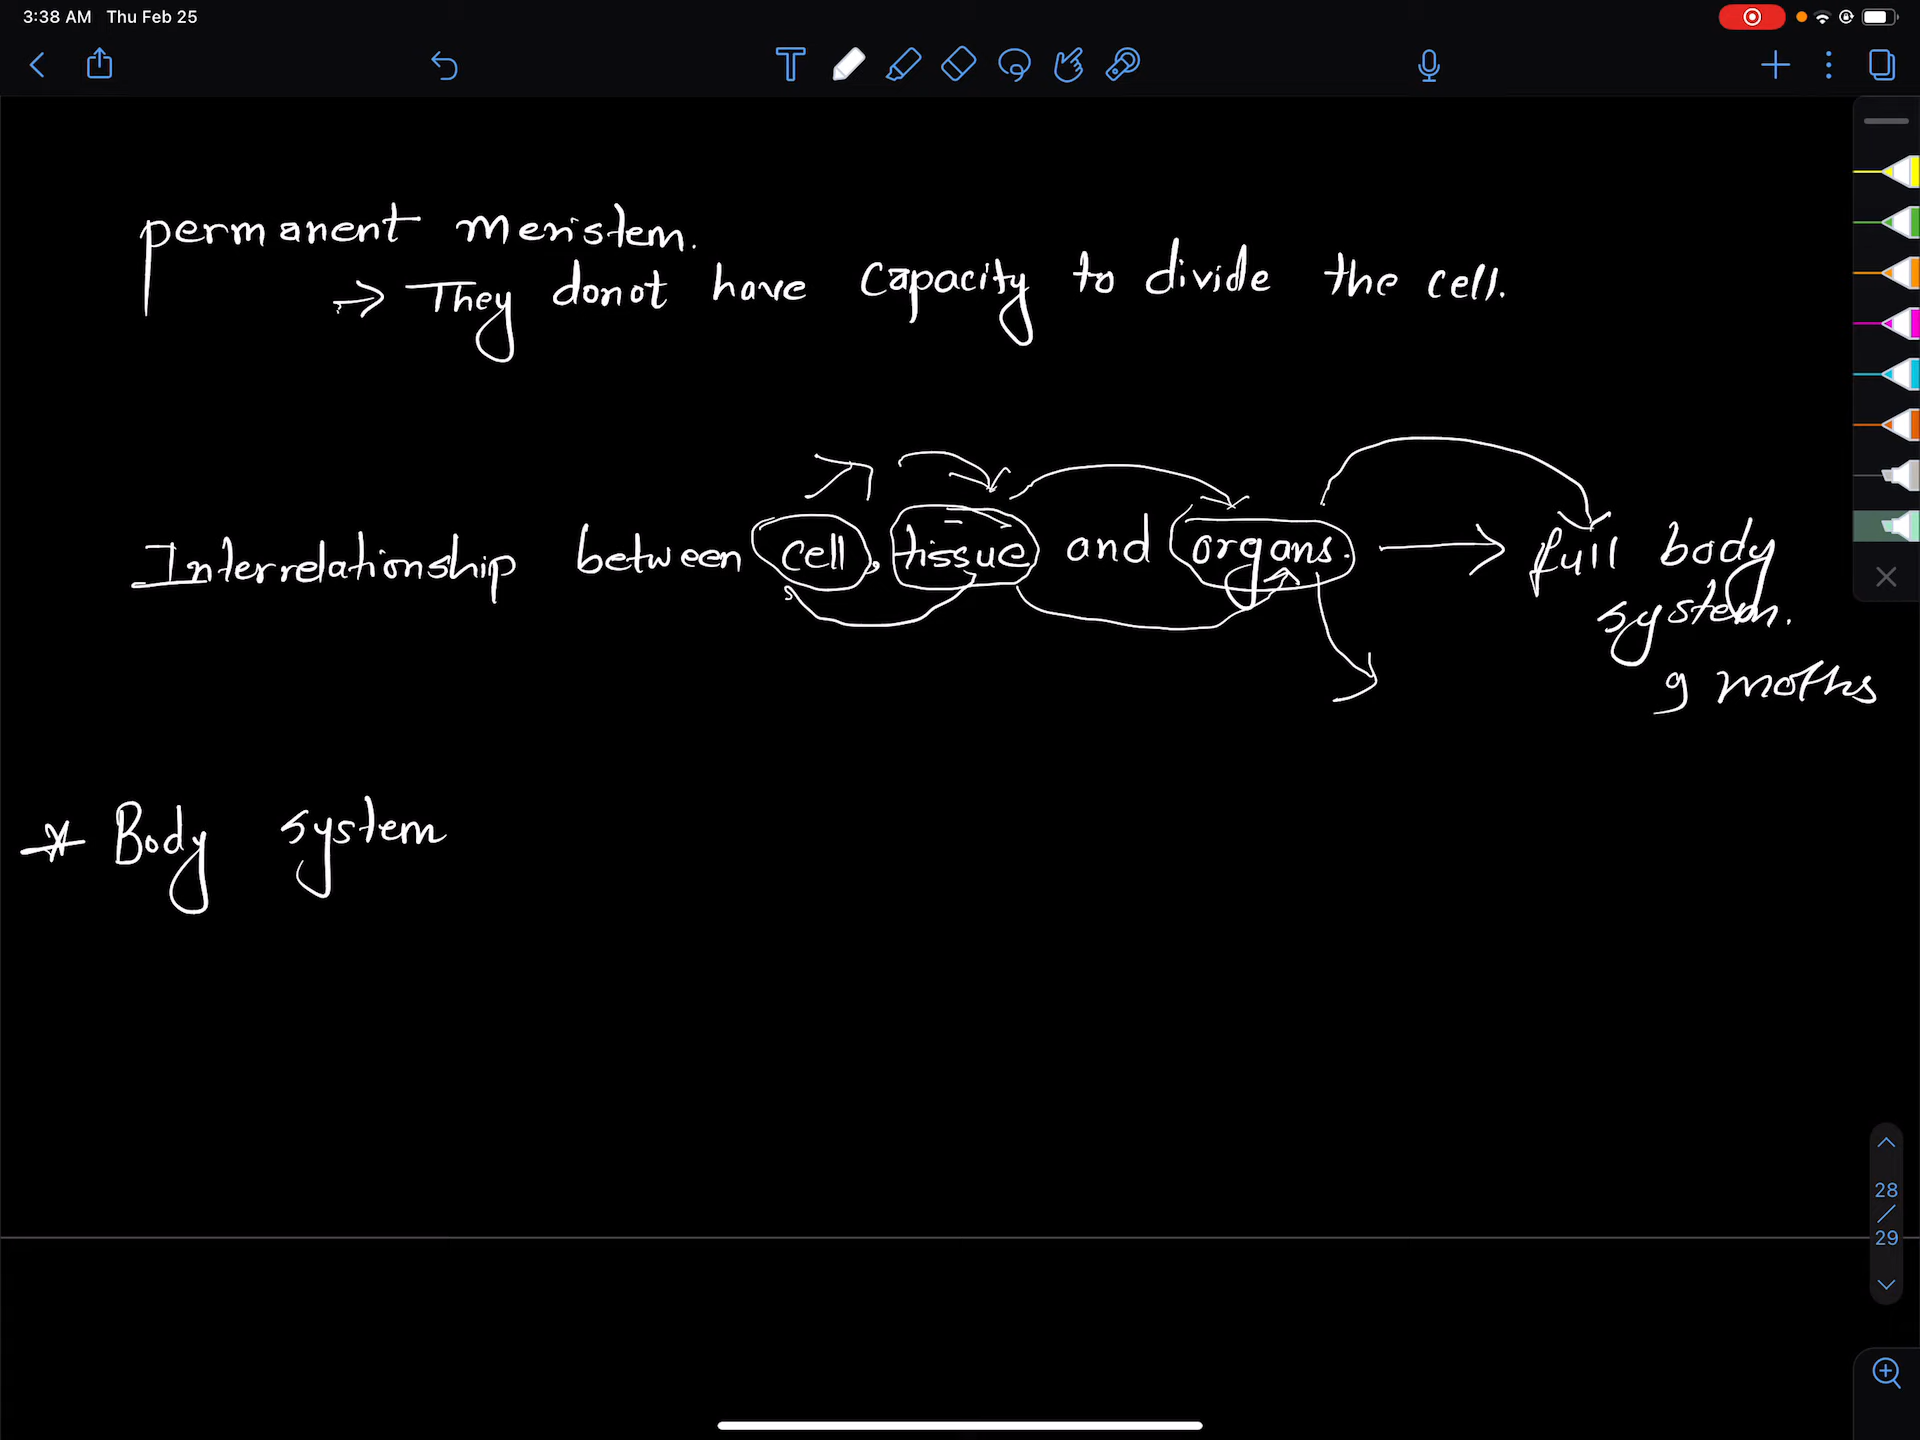 3:38 AM Thu Feb 25
permanent meristem.
→ They donot have capacity to divide the cell.
Interrelationship between cell, tissue and organs. → full body
system.
9 moths
* Body system
28
/
29